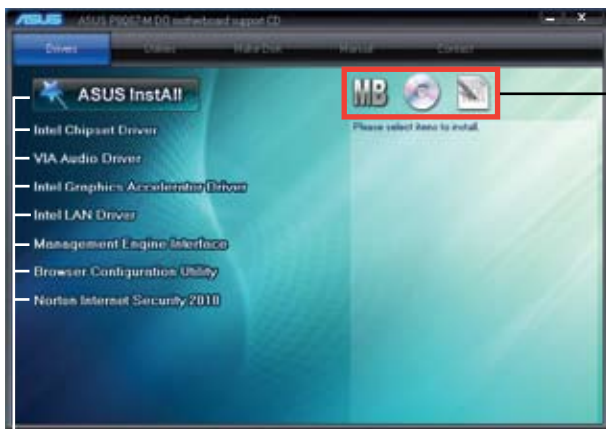 ASUS ASUS motherboard support CD
Drivers Utilities Make Disk Manual Contact
ASUS InstAll
MB
Intel Chipset Driver
Please select items to install.
VIA Audio Driver
Intel Graphics Accelerator Driver
Intel LAN Driver
Management Engine Interface
Browser Configuration Utility
Norton Internet Security 2010